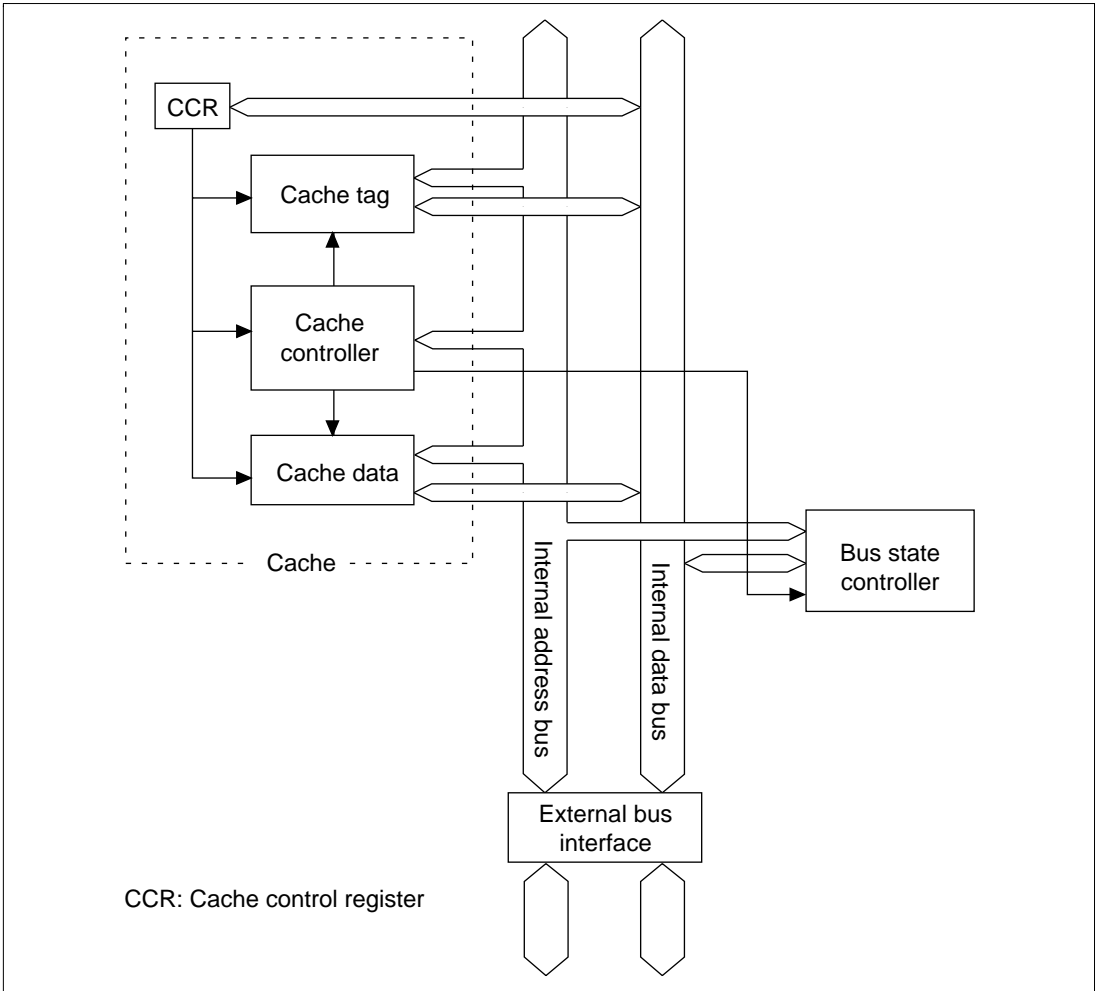 CCR
Cache tag
Cache
controller
Cache data
Cache
Internal address bus
Internal data bus
Bus state
controller
External bus
interface
CCR: Cache control register